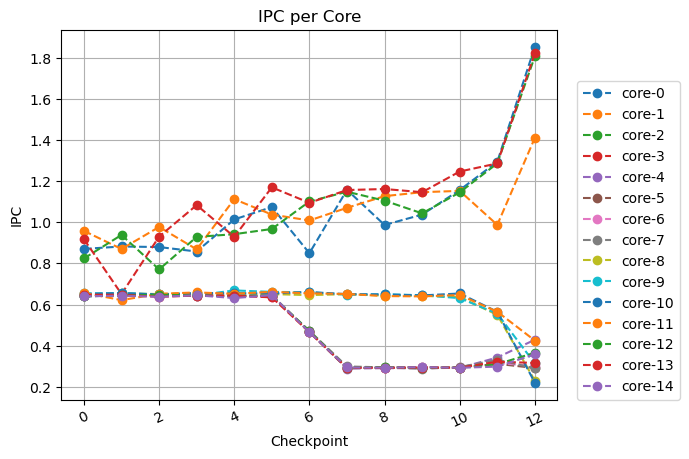 IPC per Core
IPC
1.8
1.6
1.4
1.2
1.0
0.8
0.6
0.4
0.2
0
2
4
6
8
10
12
Checkpoint
core-0
core-1
core-2
core-3
core-4
core-5
core-6
core-7
core-8
core-9
core-10
core-11
core-12
core-13
core-14